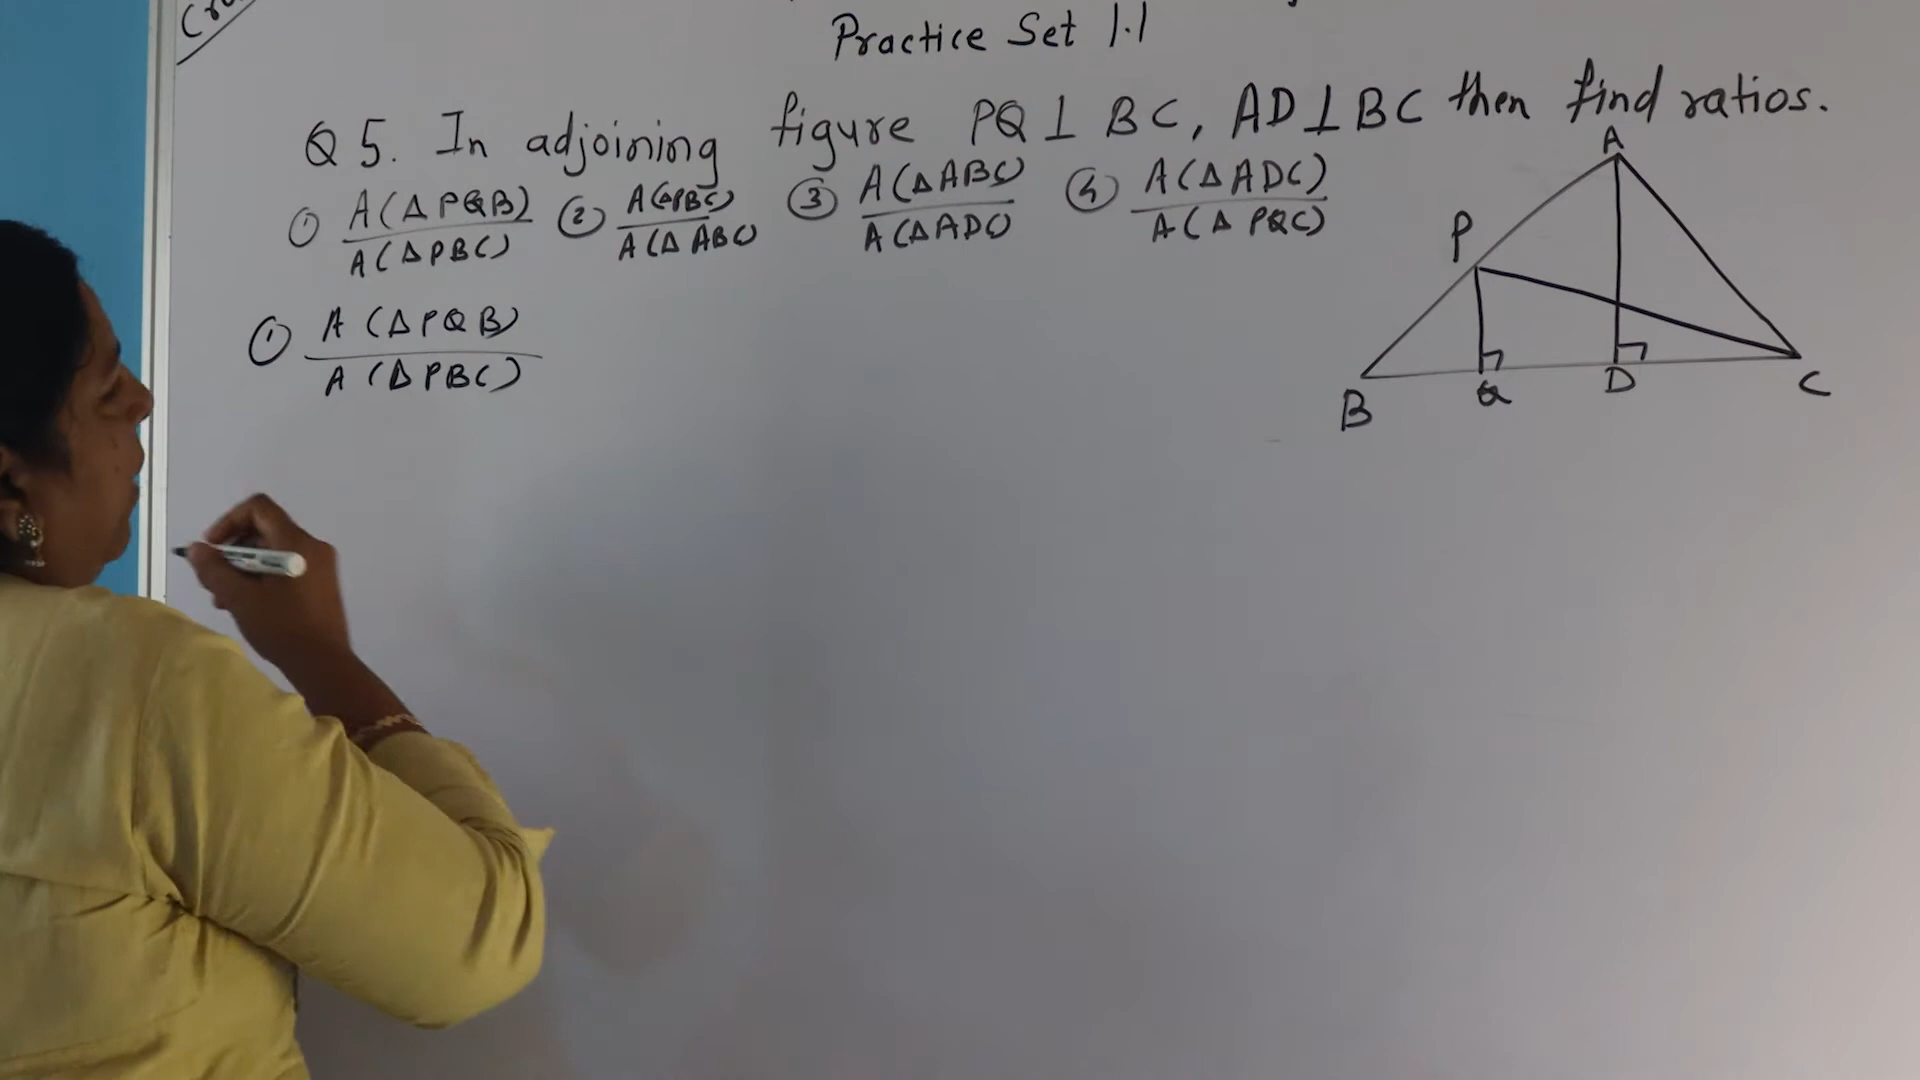 Practice Set 1.1
Q 5. In adjoining figure PQ ⊥ BC, AD ⊥ BC then find ratios.
① A(Δ PQB) / A(Δ PBC) ② A(ΔPBC) / A(Δ ABC) ③ A(Δ ABC) / A(Δ ADC) ④ A(Δ ADC) / A(Δ PQC)
① A (Δ PQB) / A (Δ PBC)
A
P
B Q D C